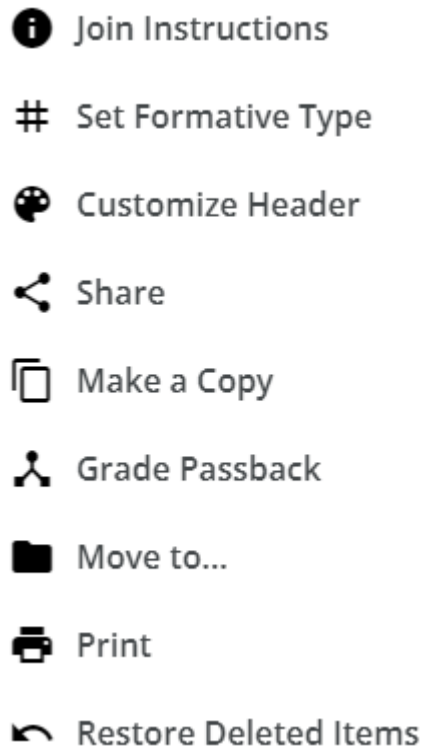 Join Instructions
Set Formative Type
Customize Header
Share
Make a Copy
Grade Passback
Move to...
Print
Restore Deleted Items